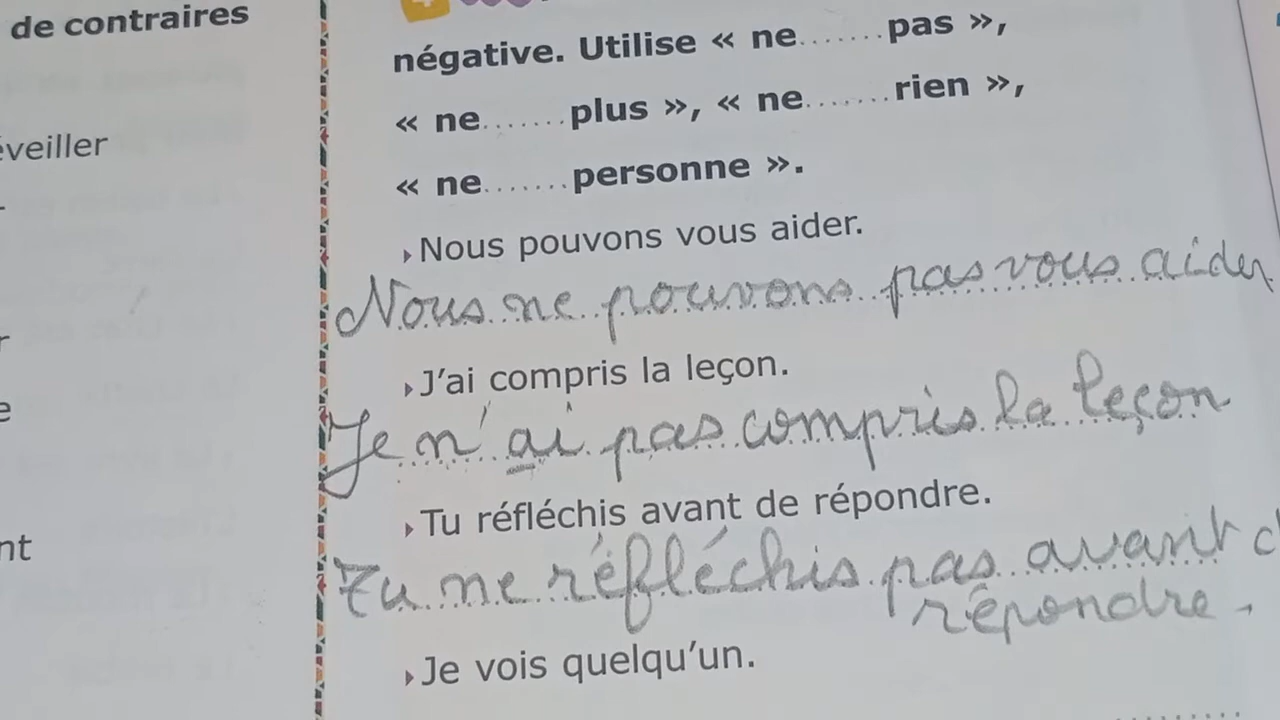 de contraires
éveiller
nt
négative. Utilise « ne.......pas »,
« ne.......plus », « ne.......rien »,
« ne.......personne ».
Nous pouvons vous aider.
Nous ne pouvons pas vous aider
J'ai compris la leçon.
Je n'ai pas compris la leçon
Tu réfléchis avant de répondre.
Tu ne réfléchis pas avant d
répondre.
Je vois quelqu'un.